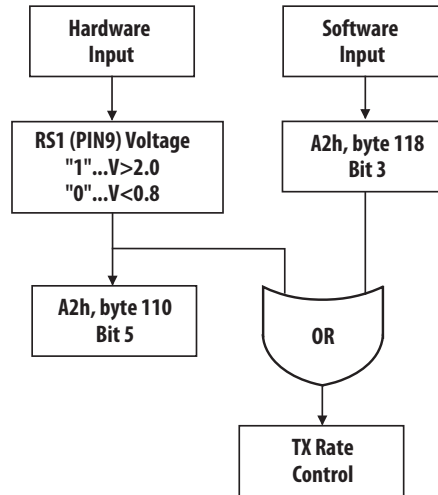 Hardware
Input
Software
Input
RS1 (PIN9) Voltage
"1"...V>2.0
"0"...V<0.8
A2h, byte 118
Bit 3
A2h, byte 110
Bit 5
OR
TX Rate
Control